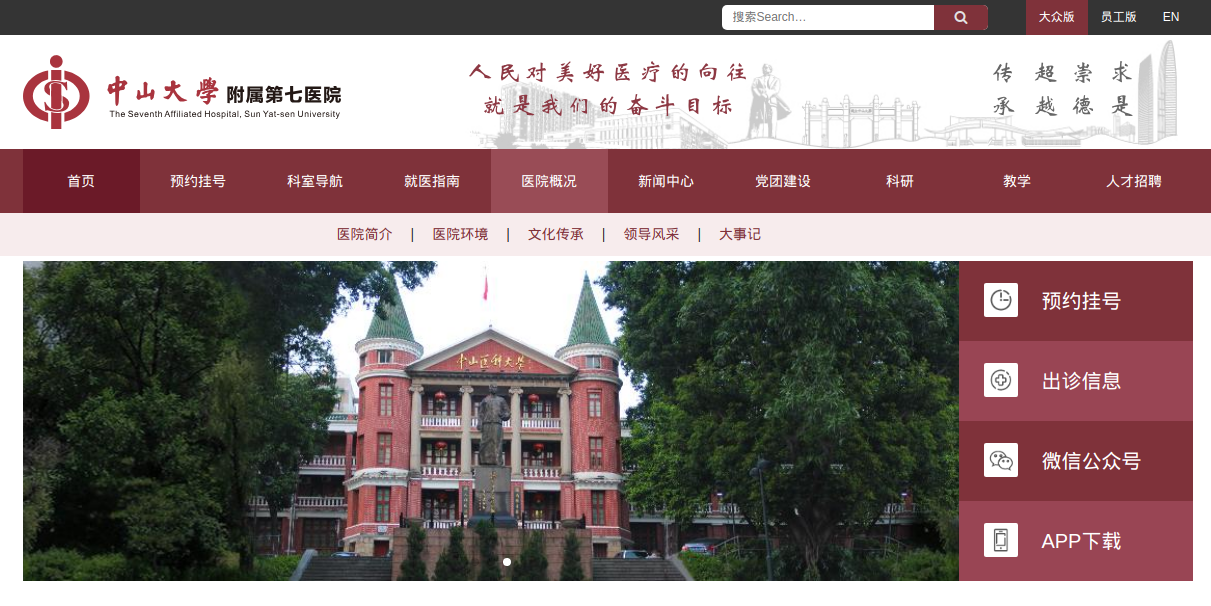 搜索Search…
大众版 员工版 EN
中山大學 附属第七医院
The Seventh Affiliated Hospital, Sun Yat-sen University
人民对美好医疗的向往
就是我们的奋斗目标
传承 超越 崇德 求是
首页 预约挂号 科室导航 就医指南 医院概况 新闻中心 党团建设 科研 教学 人才招聘
医院简介 | 医院环境 | 文化传承 | 领导风采 | 大事记
中山医科大學
预约挂号
出诊信息
微信公众号
APP下载